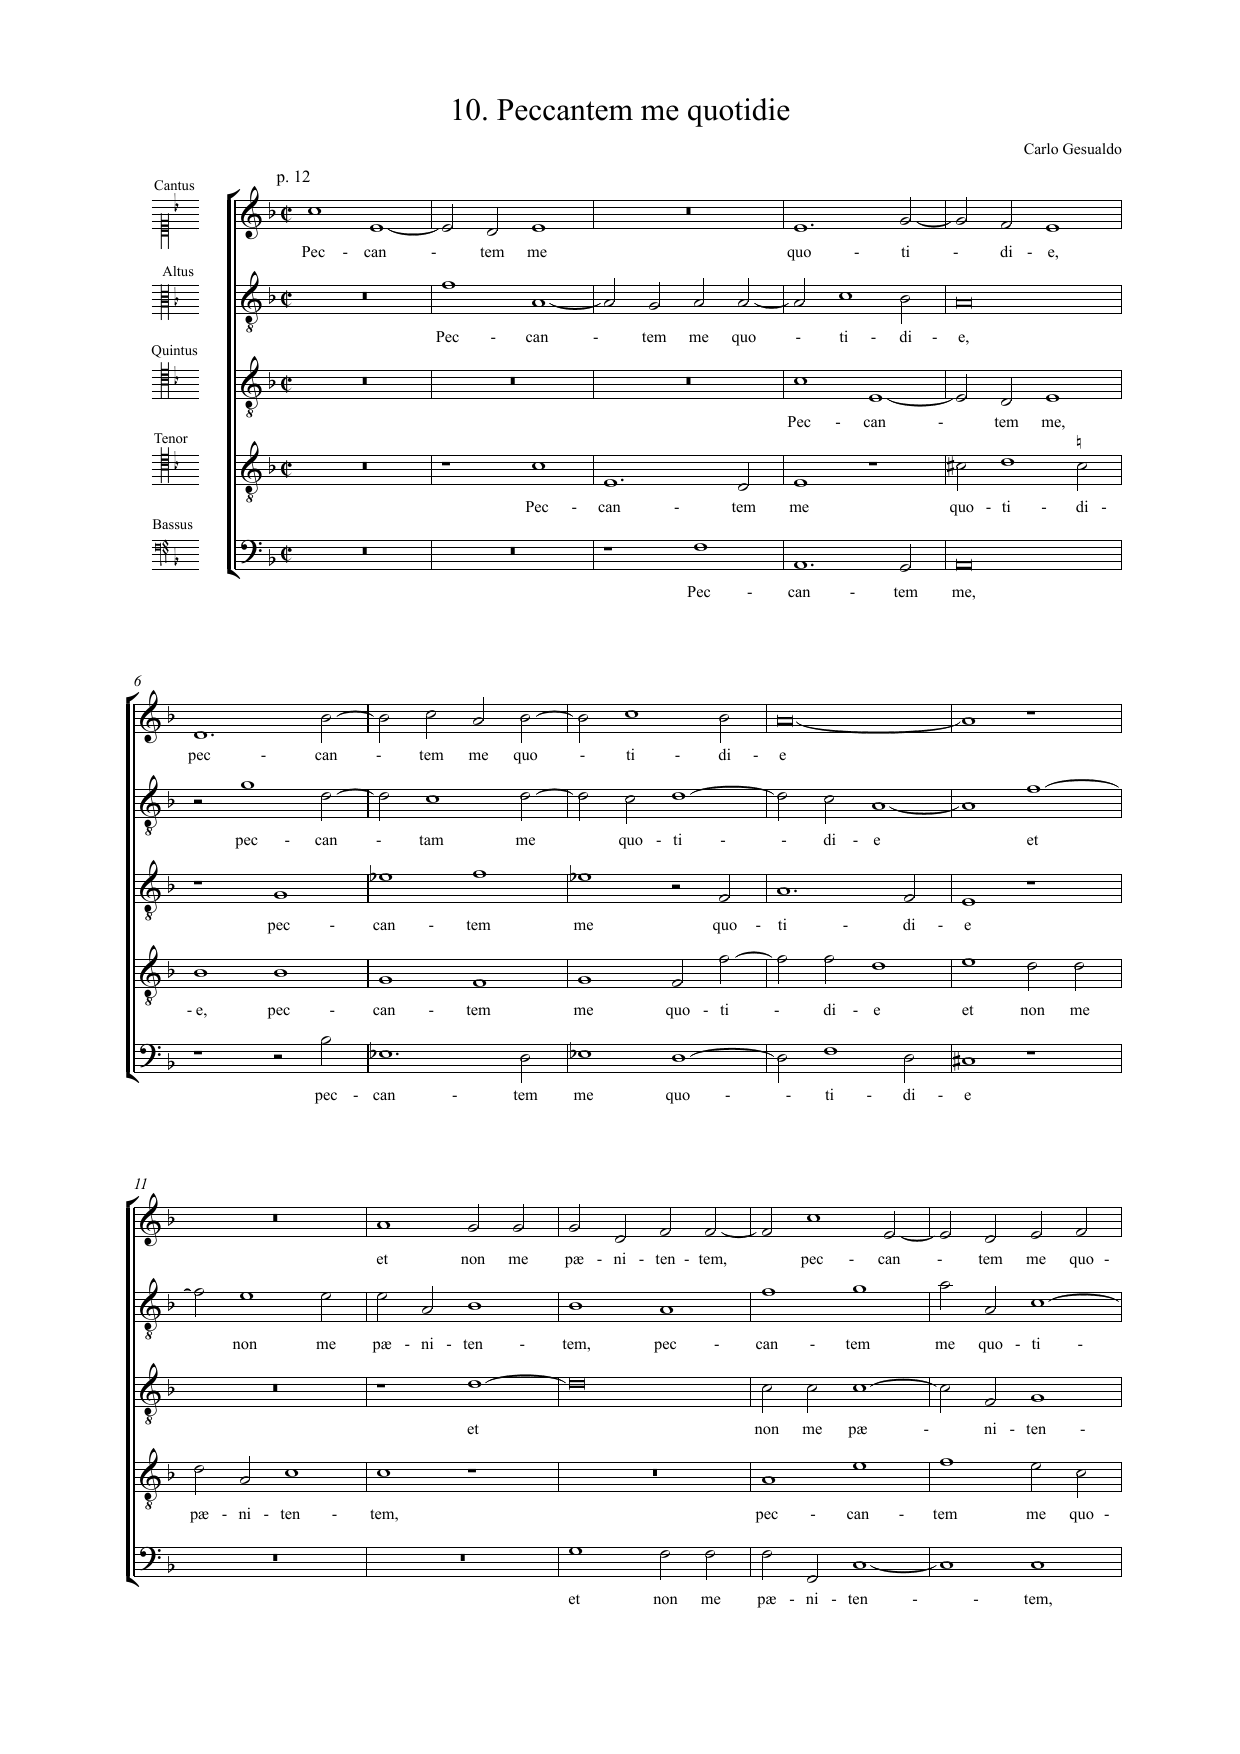 10. Peccantem me quotidie
Carlo Gesualdo
p. 12
Cantus
Pec - can - tem me quo - ti - di - e,
Altus
Pec - can - tem me quo - ti - di - e,
Quintus
Pec - can - tem me,
Tenor
Pec - can - tem me quo - ti - di -
Bassus
Pec - can - tem me,
6
pec - can - tem me quo - ti - di - e
pec - can - tam me quo - ti - - di - e et
pec - can - tem me quo - ti - di - e
- e, pec - can - tem me quo - ti - di - e et non me
pec - can - tem me quo - - ti - di - e
11
et non me pæ - ni - ten - tem, pec - can - tem me quo -
non me pæ - ni - ten - tem, pec - can - tem me quo - ti -
et non me pæ - ni - ten -
pæ - ni - ten - tem, pec - can - tem me quo -
et non me pæ - ni - ten - - tem,